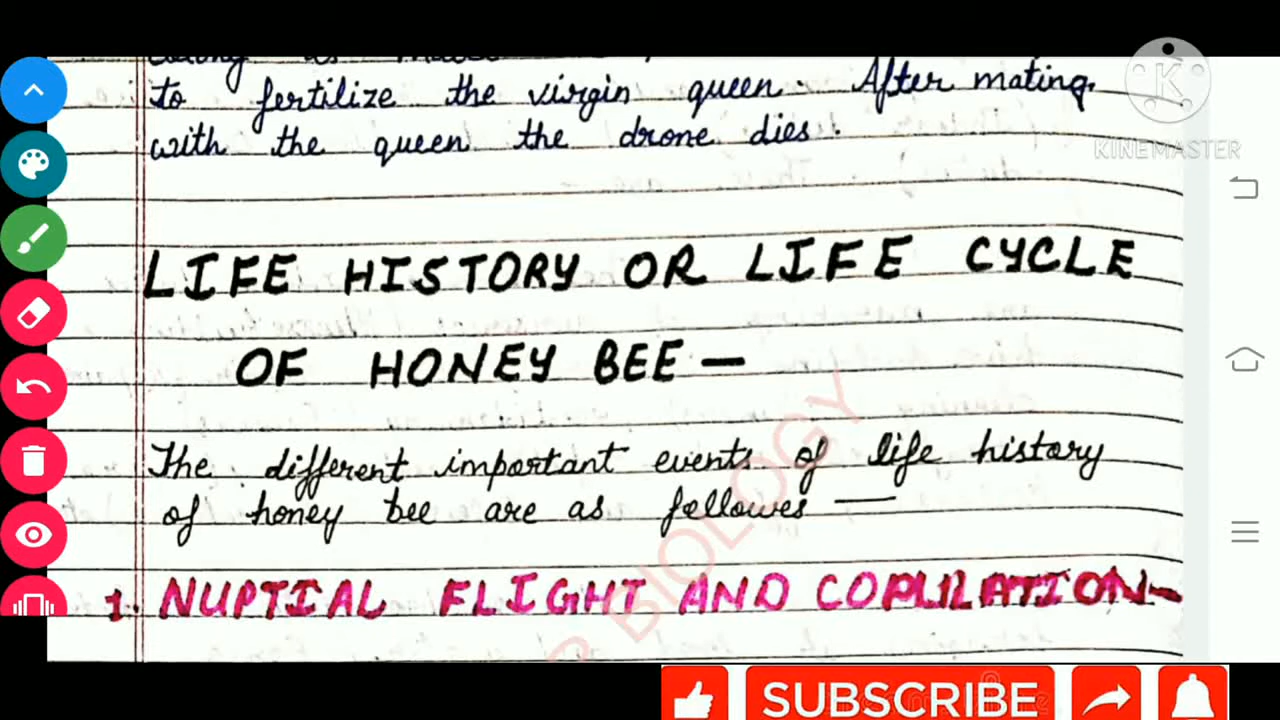 to fertilize the virgin queen. After mating
with the queen the drone dies.
KINEMASTER
LIFE HISTORY OR LIFE CYCLE
OF HONEY BEE —
The different important events of life history
of honey bee are as followes —
1. NUPTIAL FLIGHT AND COPULATION-
BIOLOGY
SUBSCRIBE